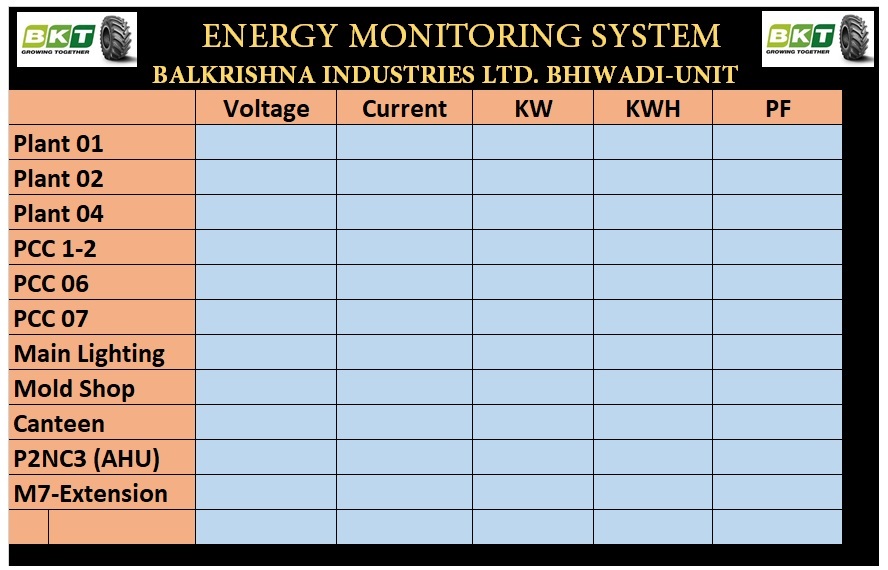 BKT
GROWING TOGETHER
ENERGY MONITORING SYSTEM
BKT
GROWING TOGETHER
BALKRISHNA INDUSTRIES LTD. BHIWADI-UNIT
Voltage Current KW KWH PF
Plant 01
Plant 02
Plant 04
PCC 1-2
PCC 06
PCC 07
Main Lighting
Mold Shop
Canteen
P2NC3 (AHU)
M7-Extension